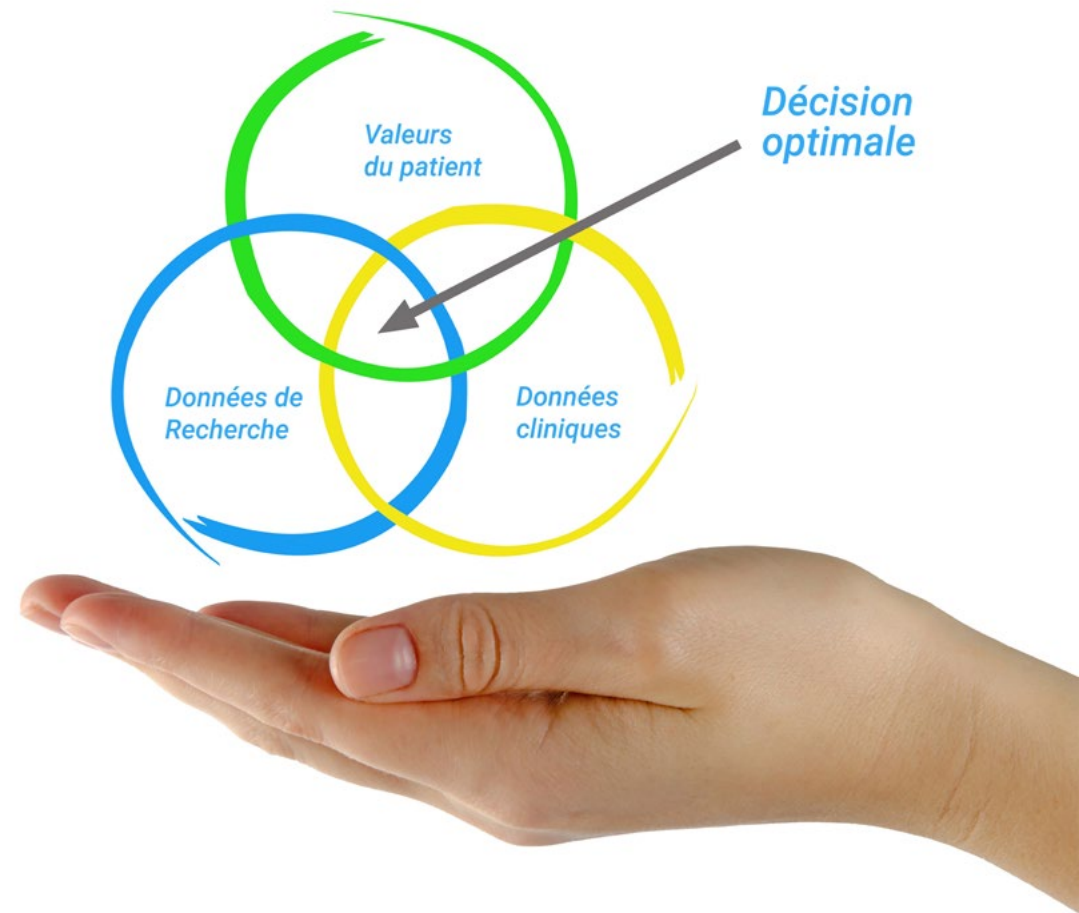 Valeurs
du patient
Décision
optimale
Données de
Recherche
Données
cliniques